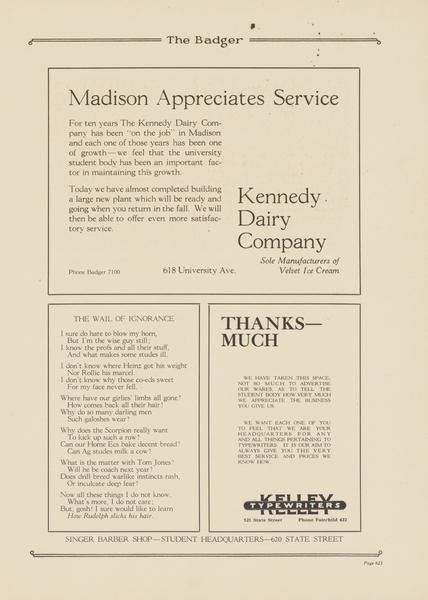 The Badger
Madison Appreciates Service
For ten years The Kennedy Dairy Com-
pany has been "on the job" in Madison
and each one of those years has been one
of growth—we feel that the university
student body has been an important fac-
tor in maintaining this growth.
Today we have almost completed building
a large new plant which will be ready and
going when you return in the fall. We will
then be able to offer even more satisfac-
tory service.
Kennedy
Dairy
Company
Sole Manufacturers of
Velvet Ice Cream
Phone Badger 7100
618 University Ave.
THE WAIL OF IGNORANCE
I sure do hate to blow my horn,
But I'm the wise guy still;
I know the profs and all their stuff,
And what makes some studes ill.
I don't know where Heinz got his weight
Nor Rollie his marcel.
I don't know why those co-eds sweet
For my face never fell.
Where have our girlies' limbs all gone?
How comes back all their hair!
Why do so many darling men
Such galoshes wear?
Why does the Scorpion really want
To kick up such a row?
Can our Home Ecs bake decent bread?
Can Ag studes milk a cow?
What is the matter with Tom Jones?
Will he be coach next year?
Does drill breed warlike instincts rash,
Or inculcate deep fear?
Now all these things I do not know,
What's more, I do not care;
But, gosh! I sure would like to learn
How Rudolph slicks his hair.
THANKS—
MUCH
WE HAVE TAKEN THIS SPACE,
NOT SO MUCH TO ADVERTISE
OUR WARES, AS TO TELL THE
STUDENT BODY HOW VERY MUCH
WE APPRECIATE THE BUSINESS
YOU GIVE US.
WE WANT EACH ONE OF YOU
TO FEEL THAT WE ARE YOUR
HEADQUARTERS FOR ANY
AND ALL THINGS PERTAINING TO
TYPEWRITERS. IT IS OUR AIM TO
ALWAYS GIVE YOU THE VERY
BEST SERVICE AND PRICES WE
KNOW HOW.
KELLEY
TYPEWRITERS
521 State Street Phone Fairchild 422
SINGER BARBER SHOP—STUDENT HEADQUARTERS—620 STATE STREET
Page 623